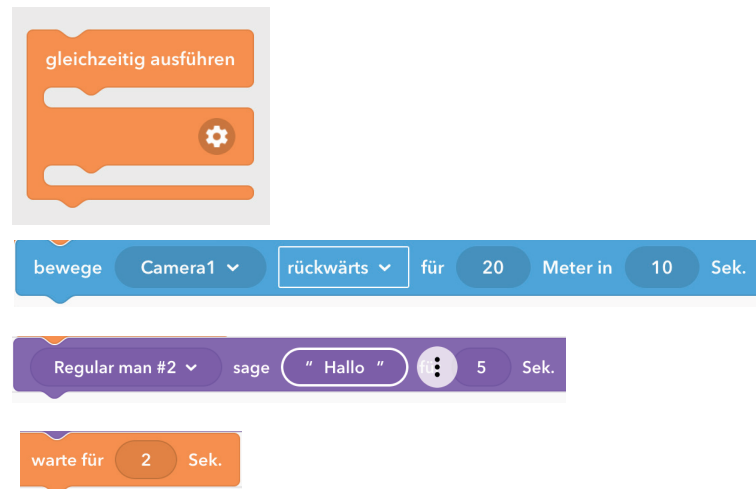 gleichzeitig ausführen
bewege Camera1 rückwärts für 20 Meter in 10 Sek.
Regular man #2 sage " Hallo " für 5 Sek.
warte für 2 Sek.